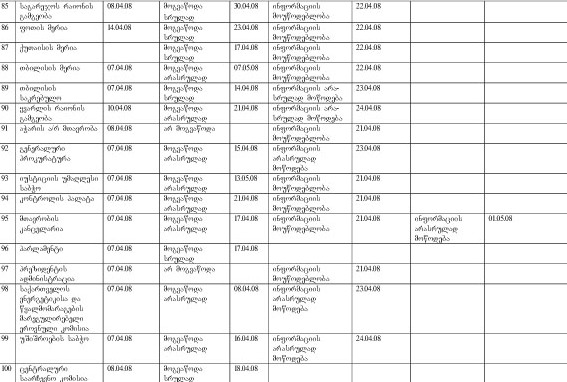 85 საგარეჯოს რაიონის 08.04.08 მოგვაწოდა 30.04.08 ინფორმაციის 22.04.08
გამგეობა სრულად მოუწოდებლობა
86 ფოთის მერია 14.04.08 მოგვაწოდა 23.04.08 ინფორმაციის 22.04.08
სრულად მოუწოდებლობა
87 ქუთაისის მერია მოგვაწოდა 17.04.08 ინფორმაციის 22.04.08
სრულად მოუწოდებლობა
88 თბილისის მერია 07.04.08 მოგვაწოდა 07.05.08 ინფორმაციის 22.04.08
არასრულად მოუწოდებლობა
89 თბილისის 07.04.08 მოგვაწოდა 14.04.08 ინფორმაციის არა- 23.04.08
საკრებულო სრულად სრულად მოწოდება
90 ყვარლის რაიონის 10.04.08 მოგვაწოდა 21.04.08 ინფორმაციის არა- 24.04.08
გამგეობა არასრულად სრულად მოწოდება
91 აჭარის ა/რ მთავრობა 08.04.08 არ მოგვაწოდა ინფორმაციის 21.04.08
მოუწოდებლობა
92 გენერალური 07.04.08 მოგვაწოდა 15.04.08 ინფორმაციის 23.04.08
პროკურატურა არასრულად არასრულად
მოწოდება
93 იუსტიციის უმაღლესი 07.04.08 მოგვაწოდა 13.05.08 ინფორმაციის 21.04.08
საბჭო არასრულად მოუწოდებლობა
94 კონტროლის პალატა 07.04.08 მოგვაწოდა 21.04.08 ინფორმაციის 21.04.08
არასრულად მოუწოდებლობა
95 მთავრობის 07.04.08 მოგვაწოდა 17.04.08 ინფორმაციის 21.04.08 ინფორმაციის 01.05.08
კანცელარია არასრულად მოუწოდებლობა არასრულად
მოწოდება
96 პარლამენტი 07.04.08 მოგვაწოდა 17.04.08
სრულად
97 პრეზიდენტის 07.04.08 არ მოგვაწოდა ინფორმაციის 21.04.08
ადმინისტრაცია მოუწოდებლობა
98 საქართველოს 07.04.08 მოგვაწოდა 08.04.08 ინფორმაციის 23.04.08
ენერგეტიკისა და არასრულად არასრულად
წყალმომარაგების მოწოდება
მარეგულირებელი
ეროვნული კომისია
99 უშიშროების საბჭო 07.04.08 მოგვაწოდა 16.04.08 ინფორმაციის 24.04.08
არასრულად არასრულად
მოწოდება
100 ცენტრალური 08.04.08 მოგვაწოდა 18.04.08
საარჩევნო კომისია სრულად